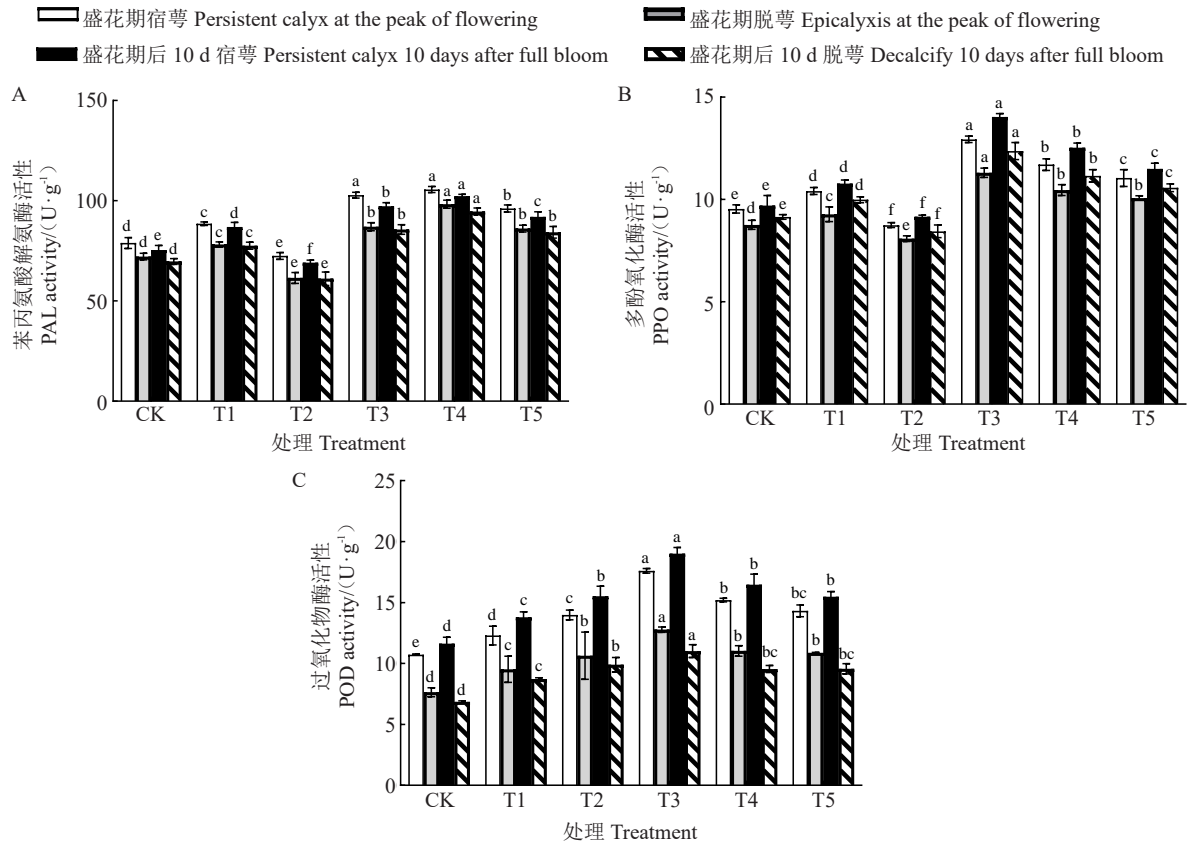 盛花期宿萼 Persistent calyx at the peak of flowering
盛花期脱萼 Epicalyxis at the peak of flowering
盛花期后 10 d 宿萼 Persistent calyx 10 days after full bloom
盛花期后 10 d 脱萼 Decalcify 10 days after full bloom
A
苯丙氨酸解氨酶活性
PAL activity/(U·g⁻¹)
150
100
50
0
d d d d
c c d c
e e f e
a b b b
a a a a
b b c b
CK T1 T2 T3 T4 T5
处理 Treatment
B
多酚氧化酶活性
PPO activity/(U·g⁻¹)
15
10
5
0
e d e e
d e d d
f f f f
a a a a
b b b b
c b c c
CK T1 T2 T3 T4 T5
处理 Treatment
C
过氧化物酶活性
POD activity/(U·g⁻¹)
25
20
15
10
5
0
e d d d
d c c c
c b b b
a a a a
b b b bc
bc b b bc
CK T1 T2 T3 T4 T5
处理 Treatment